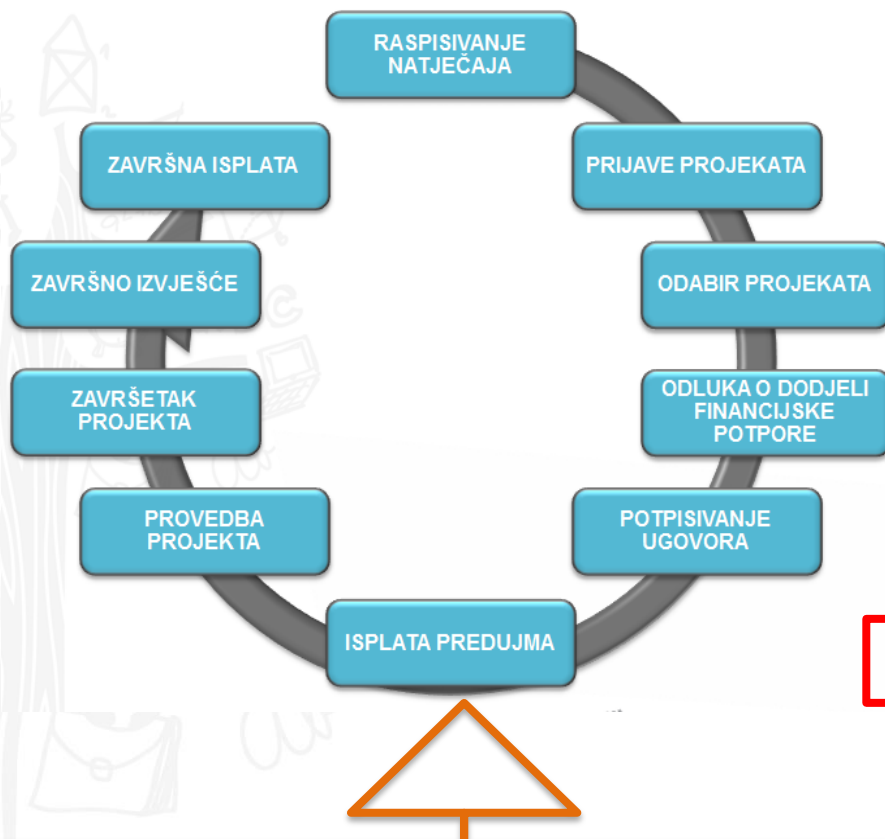 RASPISIVANJE
NATJEČAJA
PRIJAVE PROJEKATA
ODABIR PROJEKATA
ODLUKA O DODJELI
FINANCIJSKE
POTPORE
POTPISIVANJE
UGOVORA
ISPLATA PREDUJMA
PROVEDBA
PROJEKTA
ZAVRŠETAK
PROJEKTA
ZAVRŠNO IZVJEŠĆE
ZAVRŠNA ISPLATA